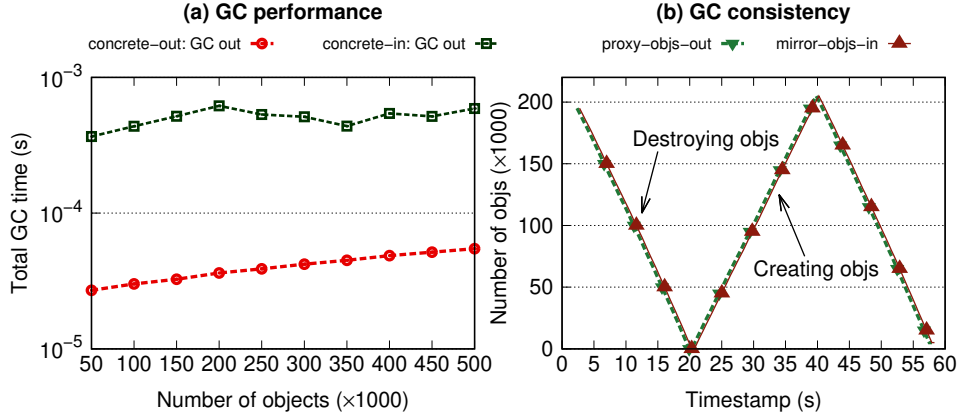 (a) GC performance
concrete-out: GC out
concrete-in: GC out
Total GC time (s)
10⁻³
10⁻⁴
10⁻⁵
50 100 150 200 250 300 350 400 450 500
Number of objects (×1000)
(b) GC consistency
proxy-objs-out
mirror-objs-in
Number of objs (×1000)
200
150
100
50
0
Destroying objs
Creating objs
0 5 10 15 20 25 30 35 40 45 50 55 60
Timestamp (s)